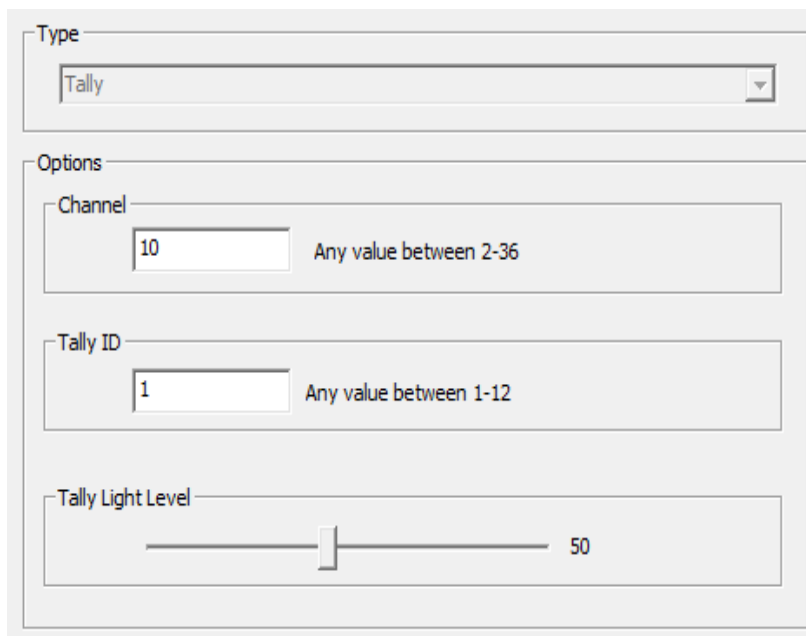 Type
Tally
Options
Channel
10 Any value between 2-36
Tally ID
1 Any value between 1-12
Tally Light Level
50